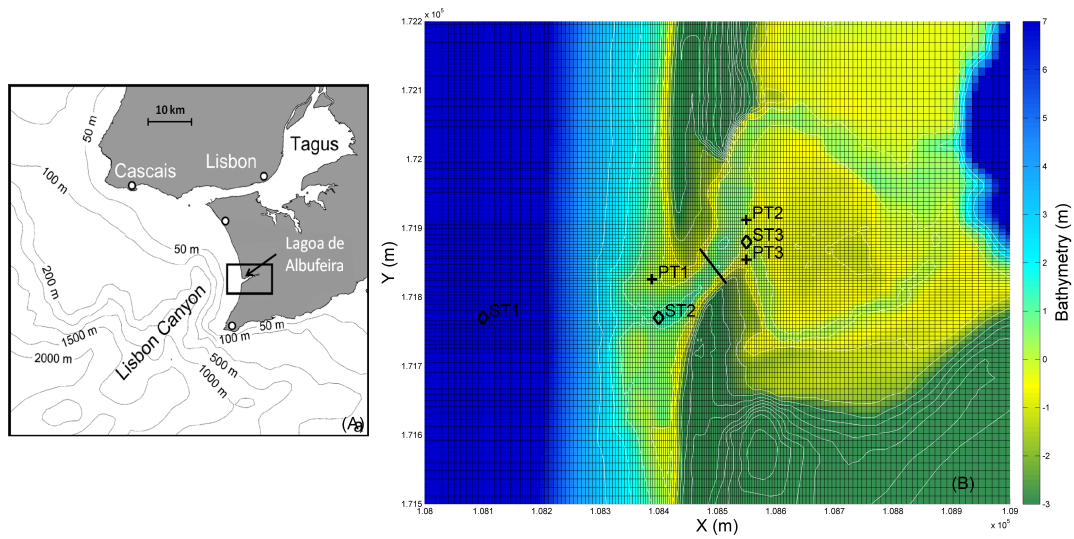 10 km
50 m
Tagus
Lisbon
Cascais
100 m
Lagoa de
Albufeira
50 m
200 m
Lisbon Canyon
1500 m
2000 m
50 m
100 m
500 m
1000 m
(A)
a)
x 10⁵
1.722
1.721
1.72
1.719
1.718
1.717
1.716
1.715
Y (m)
PT2
ST3
PT3
PT1
ST1
ST2
(B)
1.08
1.081
1.082
1.083
1.084
1.085
1.086
1.087
1.088
1.089
1.09
X (m)
x 10⁵
7
6
5
4
3
2
1
0
-1
-2
-3
Bathymetry (m)